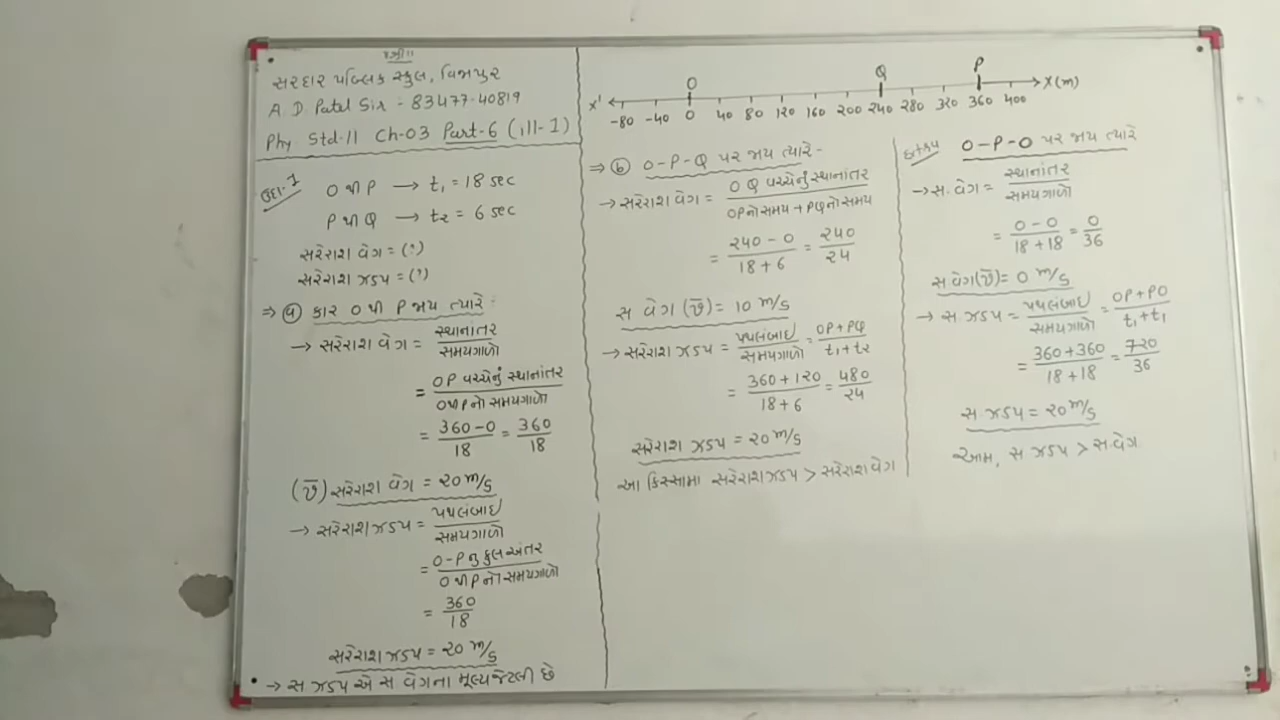 ૫શ્રી॥
સરદાર પબ્લિક સ્કુલ, વિજાપુર
A. D Patel Sir : 83477.40819
Phy Std-11 Ch-03 Part-6 (ill-1)
ઉદા.1
O થી P → t₁ = 18 sec
P થી Q → t₂ = 6 sec
સરેરાશ વેગ = (?)
સરેરાશ ઝડપ = (?)
⇒ (a) કાર O થી P જાય ત્યારે :
→ સરેરાશ વેગ = સ્થાનાંતર / સમયગાળો
= OP વચ્ચેનું સ્થાનાંતર / O થી P નો સમયગાળો
= 360-0 / 18 = 360 / 18
(v̄) સરેરાશ વેગ = ૨૦ m/s
→ સરેરાશ ઝડપ = પથલંબાઇ / સમયગાળો
= O-P નુ કુલ અંતર / O થી P નો સમયગાળો
= 360 / 18
સરેરાશ ઝડપ = ૨૦ m/s
→ સ ઝડપ એ સ વેગના મૂલ્ય જેટલી છે
O Q P
X' -80 -40 0 40 80 120 160 200 240 280 320 360 400 X(m)
⇒ (b) O-P-Q પર જાય ત્યારે -
→ સરેરાશ વેગ = O Q વચ્ચેનું સ્થાનાંતર / OP નો સમય + PQ નો સમય
= 240-0 / 18+6 = 240 / 24
સ વેગ (v̄) = 10 m/s
→ સરેરાશ ઝડપ = પથલંબાઇ / સમયગાળો = OP+PQ / t₁+t₂
= 360+120 / 18+6 = 480 / 24
સરેરાશ ઝડપ = ૨૦ m/s
આ કિસ્સામા સરેરાશ ઝડપ > સરેરાશ વેગ
O-P-O પર જાય ત્યારે
→ સ. વેગ = સ્થાનાંતર / સમયગાળો
= 0-0 / 18+18 = 0 / 36
સ.વેગ (v̄) = 0 m/s
→ સ.ઝડપ = પથલંબાઇ / સમયગાળો = OP+PO / t₁+t₁
= 360+360 / 18+18 = 720 / 36
સ.ઝડપ = ૨૦ m/s
આમ, સ ઝડપ > સ.વેગ